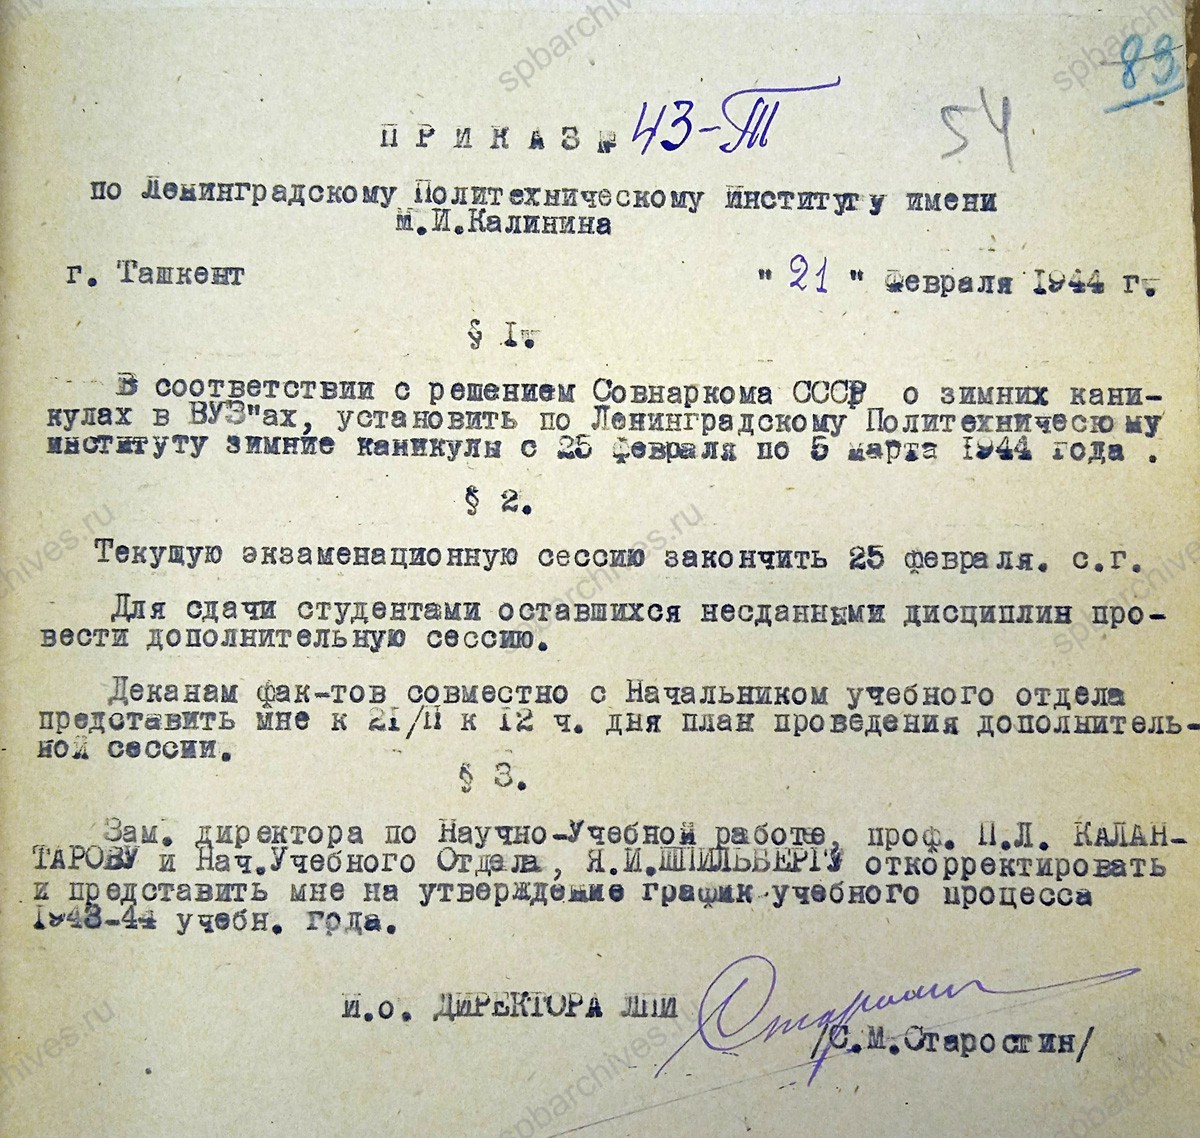 83
54
ПРИКАЗ № 43-Т
по Ленинградскому Политехническому Институту имени
М.И.Калинина
г. Ташкент " 21 " Февраля 1944 г.
§ I.
В соответствии с решением Совнаркома СССР о зимних кани-
кулах в ВУЗ"ах, установить по Ленинградскому Политехническому
институту зимние каникулы с 25 февраля по 5 марта 1944 года .
§ 2.
Текущую экзаменационную сессию закончить 25 февраля. с.г.
Для сдачи студентами оставшихся несданными дисциплин про-
вести дополнительную сессию.
Деканам фак-тов совместно с Начальником учебного отдела
представить мне к 21/II к 12 ч. дня план проведения дополнитель-
ной сессии.
§ 3.
Зам. директора по Научно-Учебной работе, проф. П.Л. КАЛАН-
ТАРОВУ и Нач.Учебного Отдела, Я.И.ШПИЛЬБЕРГУ откорректировать
и представить мне на утверждение график учебного процесса
1943-44 учебн. года.
И.о. ДИРЕКТОРА ЛПИ Старостин
/С.М.Старостин/
spbarchives.ru